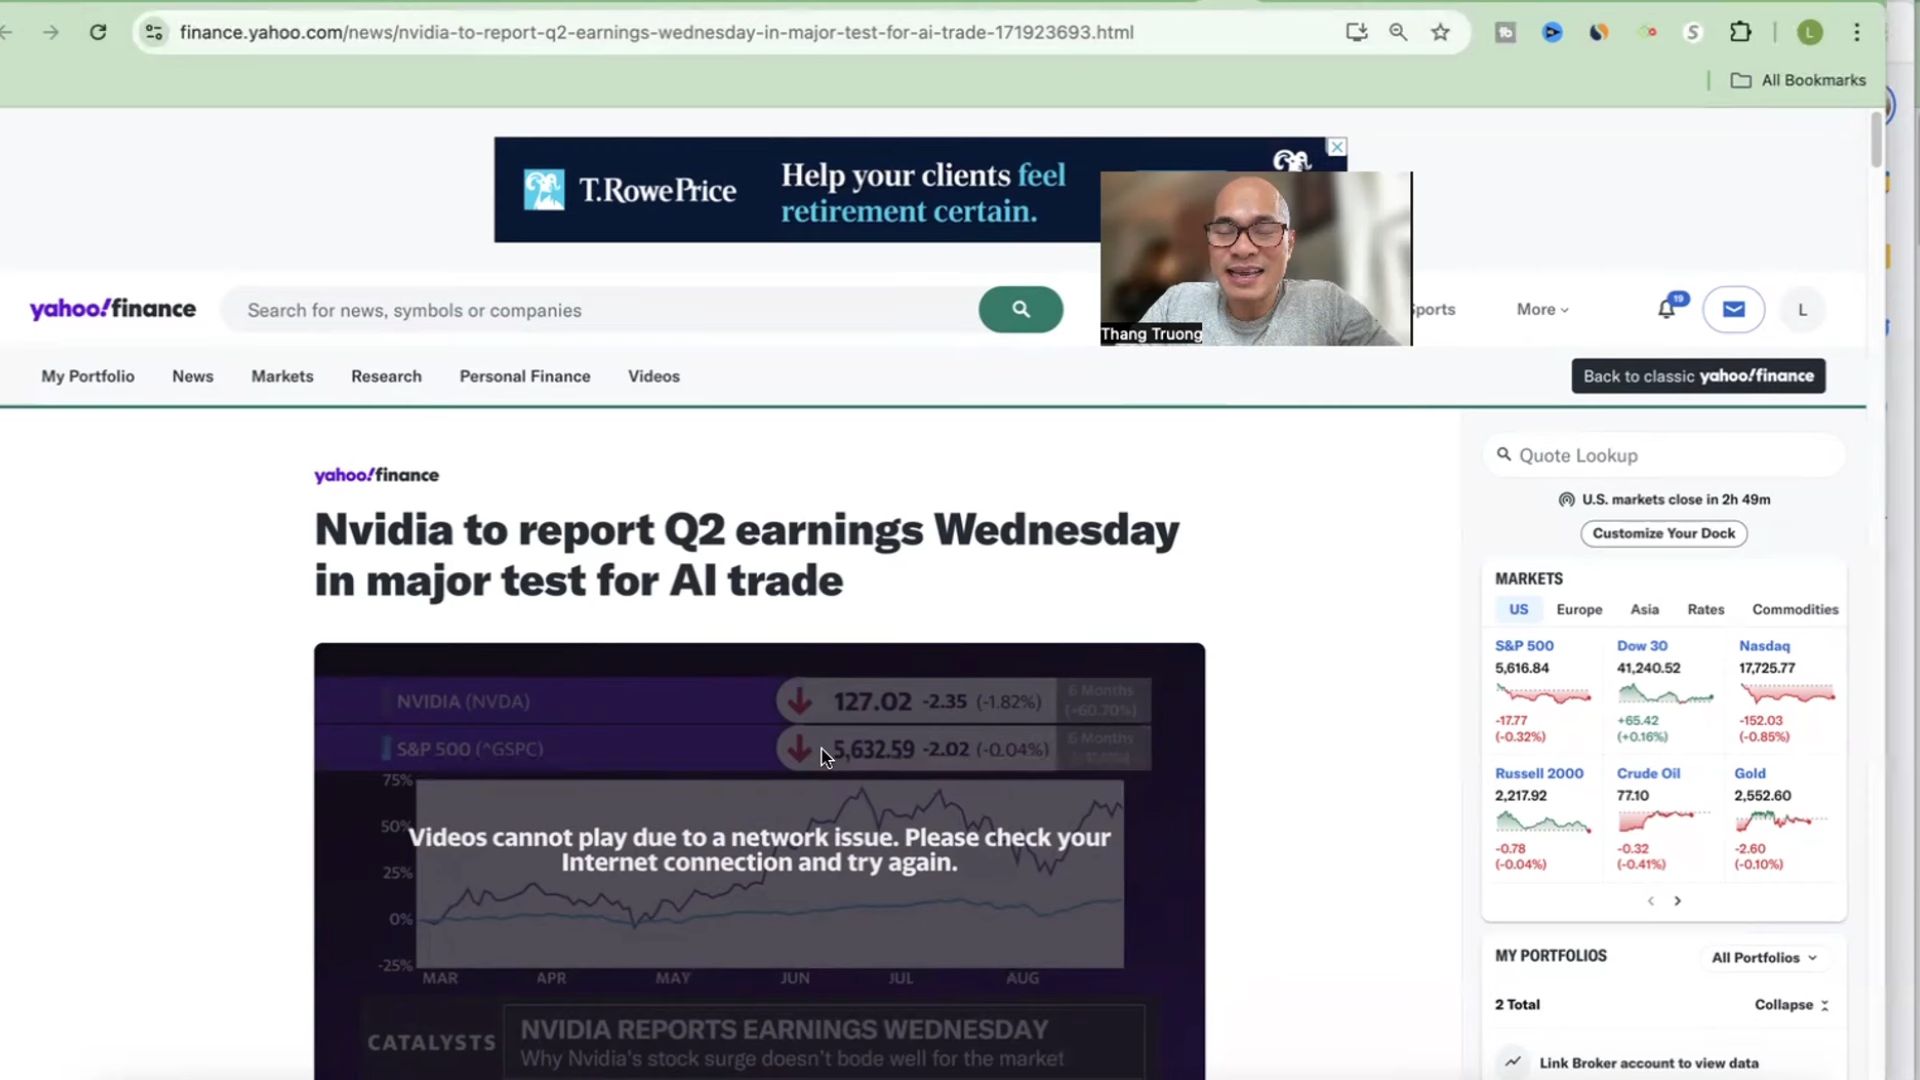 finance.yahoo.com/news/nvidia-to-report-q2-earnings-wednesday-in-major-test-for-ai-trade-171923693.html
L
All Bookmarks
T.RowePrice
Help your clients feel
retirement certain.
Thang Truong
yahoo!finance
Search for news, symbols or companies
Sports
More
19
L
My Portfolio
News
Markets
Research
Personal Finance
Videos
Back to classic yahoo!finance
yahoo!finance
Nvidia to report Q2 earnings Wednesday
in major test for AI trade
NVIDIA (NVDA)
127.02 -2.35 (-1.82%)
6 Months
(+60.70%)
S&P 500 (^GSPC)
5,632.59 -2.02 (-0.04%)
6 Months
75%
50%
25%
0%
-25%
Videos cannot play due to a network issue. Please check your
Internet connection and try again.
MAR APR MAY JUN JUL AUG
CATALYSTS
NVIDIA REPORTS EARNINGS WEDNESDAY
Why Nvidia's stock surge doesn't bode well for the market
Quote Lookup
U.S. markets close in 2h 49m
Customize Your Dock
MARKETS
US Europe Asia Rates Commodities
S&P 500 Dow 30 Nasdaq
5,616.84 41,240.52 17,725.77
-17.77 +65.42 -152.03
(-0.32%) (+0.16%) (-0.85%)
Russell 2000 Crude Oil Gold
2,217.92 77.10 2,552.60
-0.78 -0.32 -2.60
(-0.04%) (-0.41%) (-0.10%)
MY PORTFOLIOS
All Portfolios
2 Total
Collapse
Link Broker account to view data